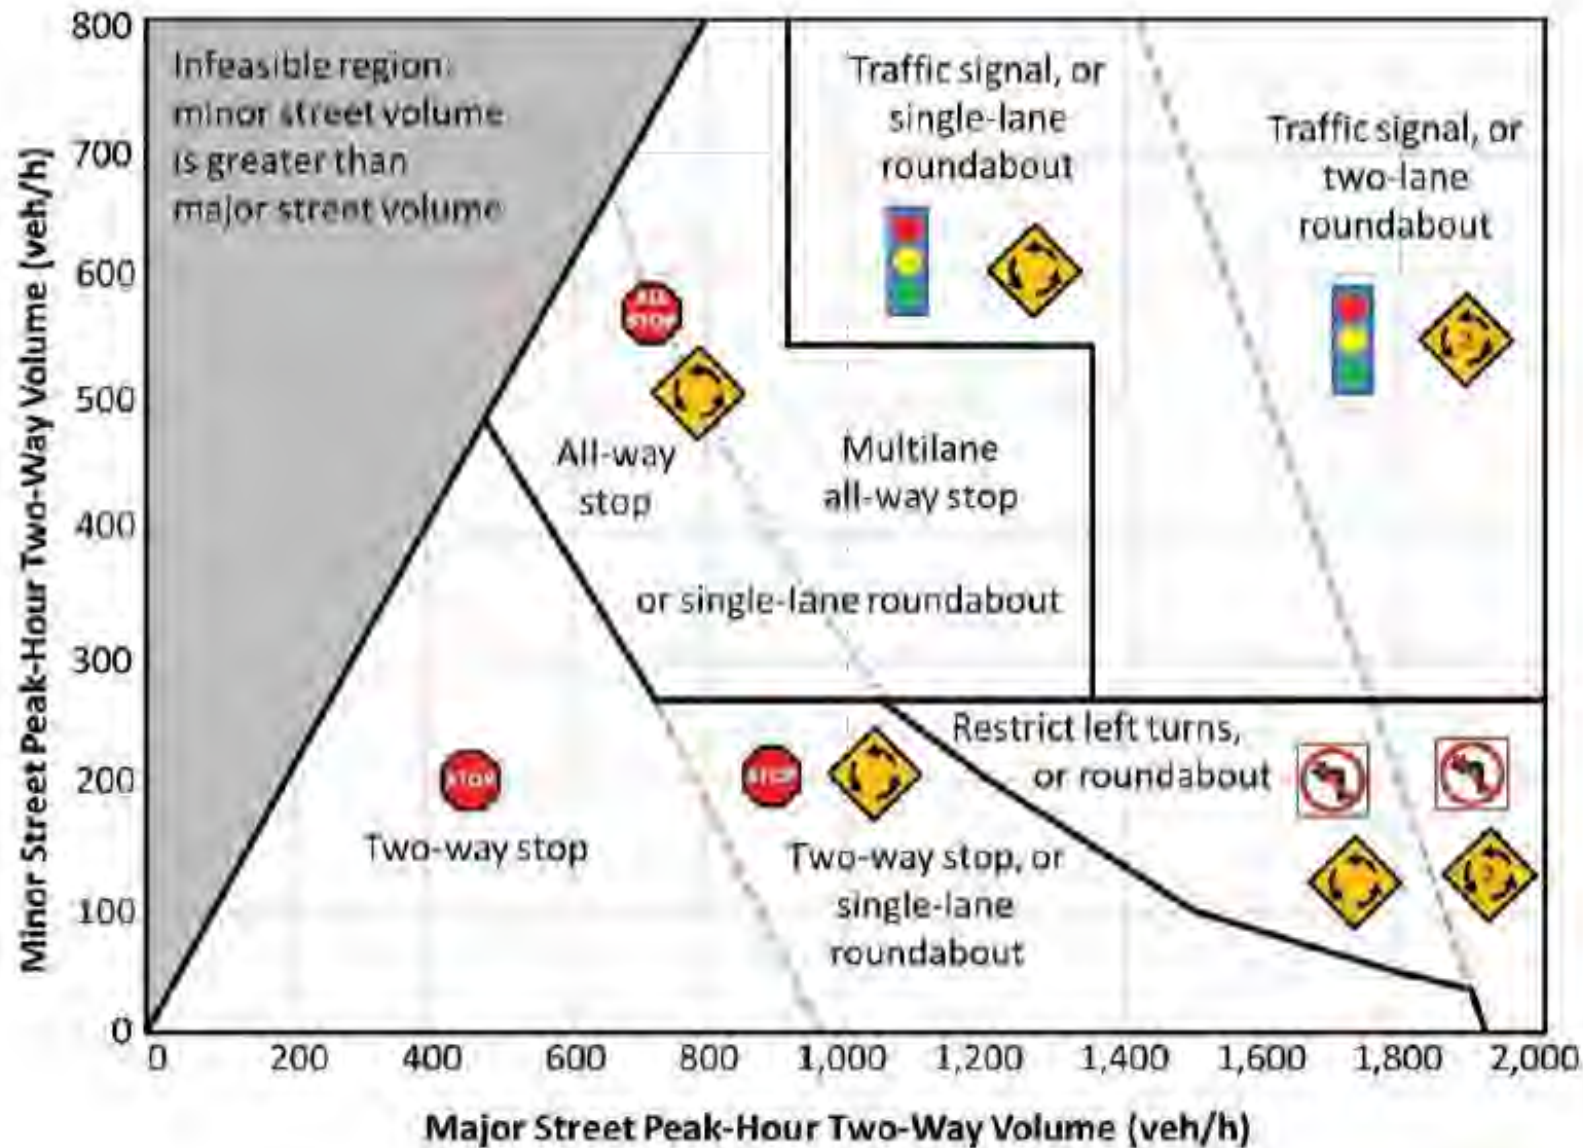 800
700
600
500
400
300
200
100
0
Minor Street Peak-Hour Two-Way Volume (veh/h)
Infeasible region:
minor street volume
is greater than
major street volume
Traffic signal, or
single-lane
roundabout
Traffic signal, or
two-lane
roundabout
ALL
STOP
All-way
stop
Multilane
all-way stop
or single-lane roundabout
STOP
Two-way stop
STOP
Two-way stop, or
single-lane
roundabout
Restrict left turns,
or roundabout
0 200 400 600 800 1,000 1,200 1,400 1,600 1,800 2,000
Major Street Peak-Hour Two-Way Volume (veh/h)